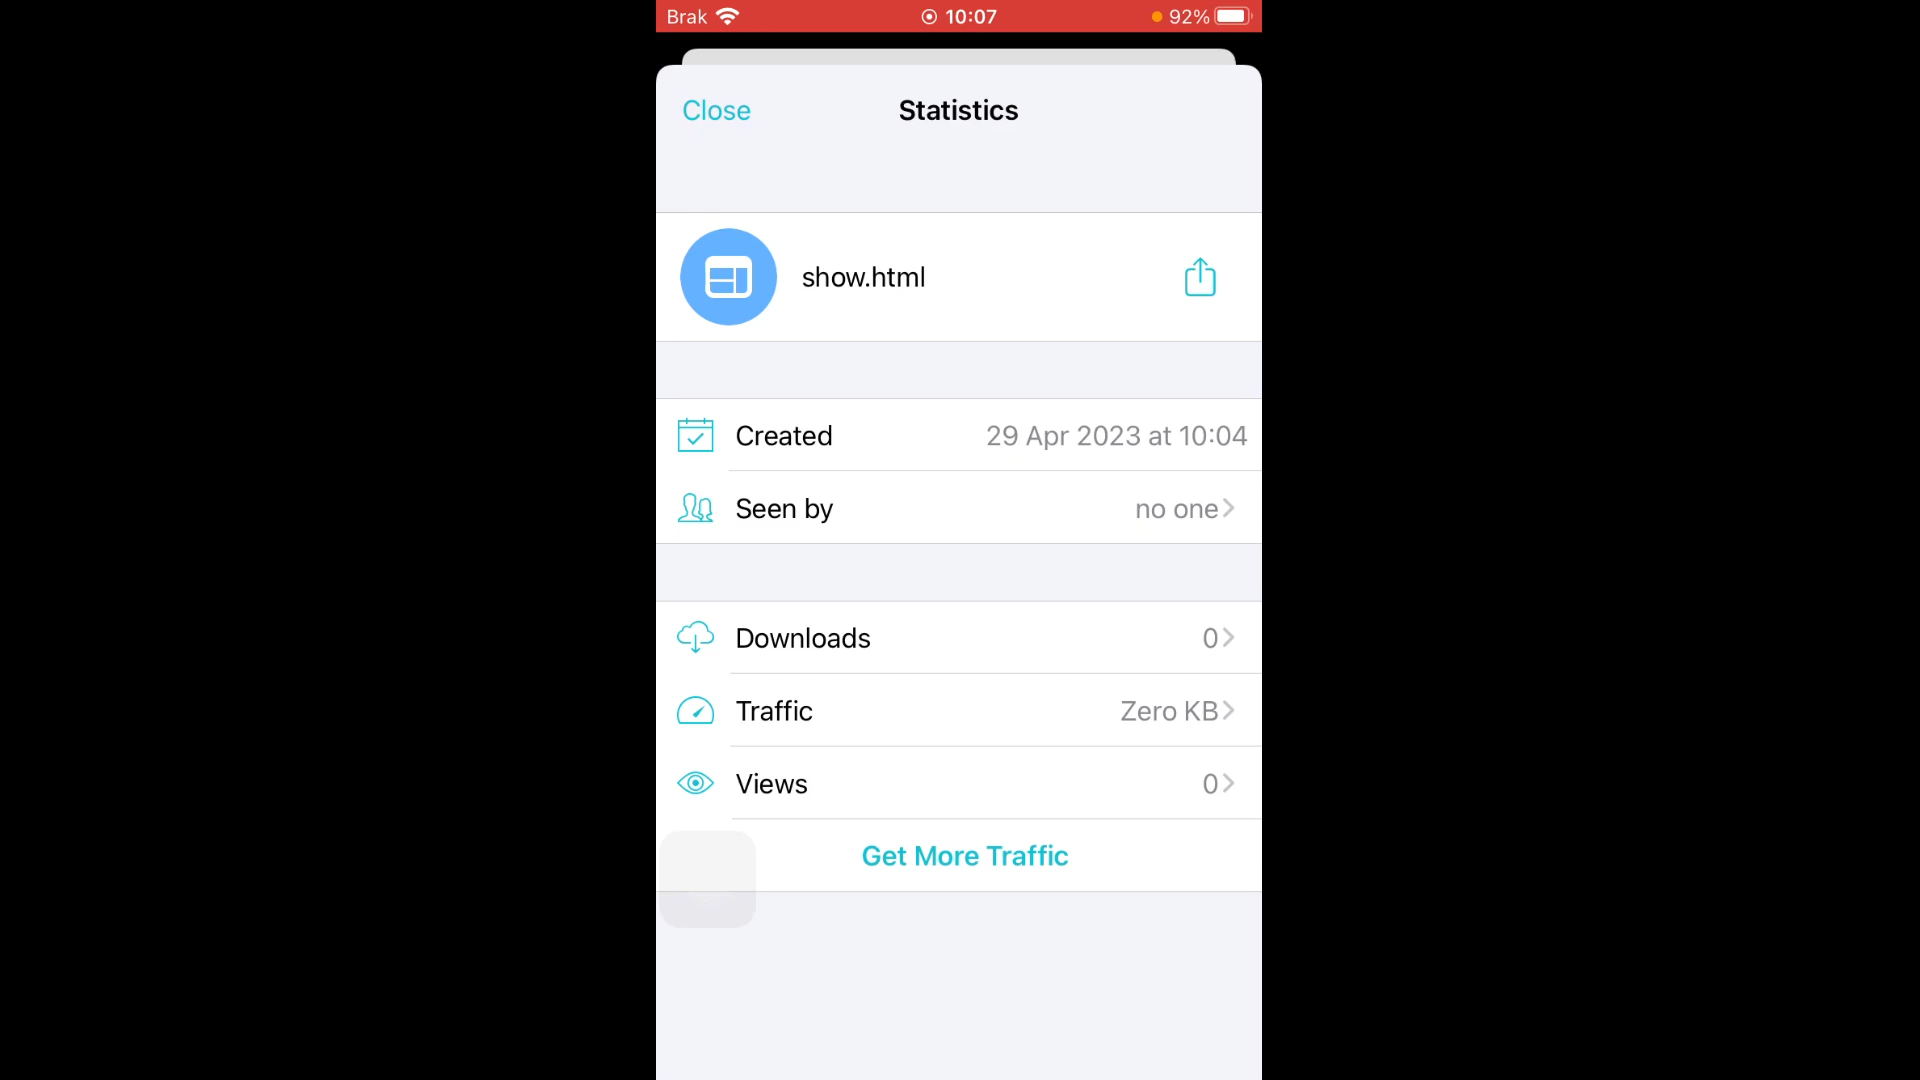 Brak 10:07 92%
Close Statistics
show.html
Created 29 Apr 2023 at 10:04
Seen by no one
Downloads 0
Traffic Zero KB
Views 0
Get More Traffic